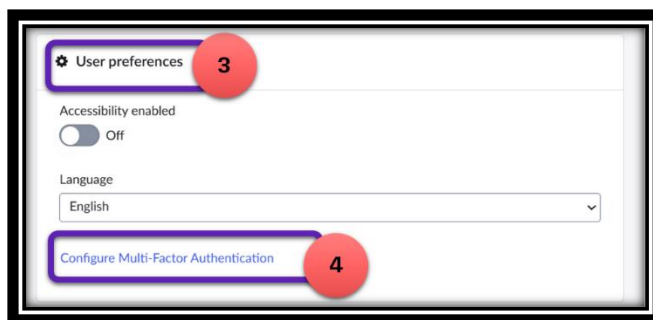 User preferences
3
Accessibility enabled
Off
Language
English
Configure Multi-Factor Authentication
4